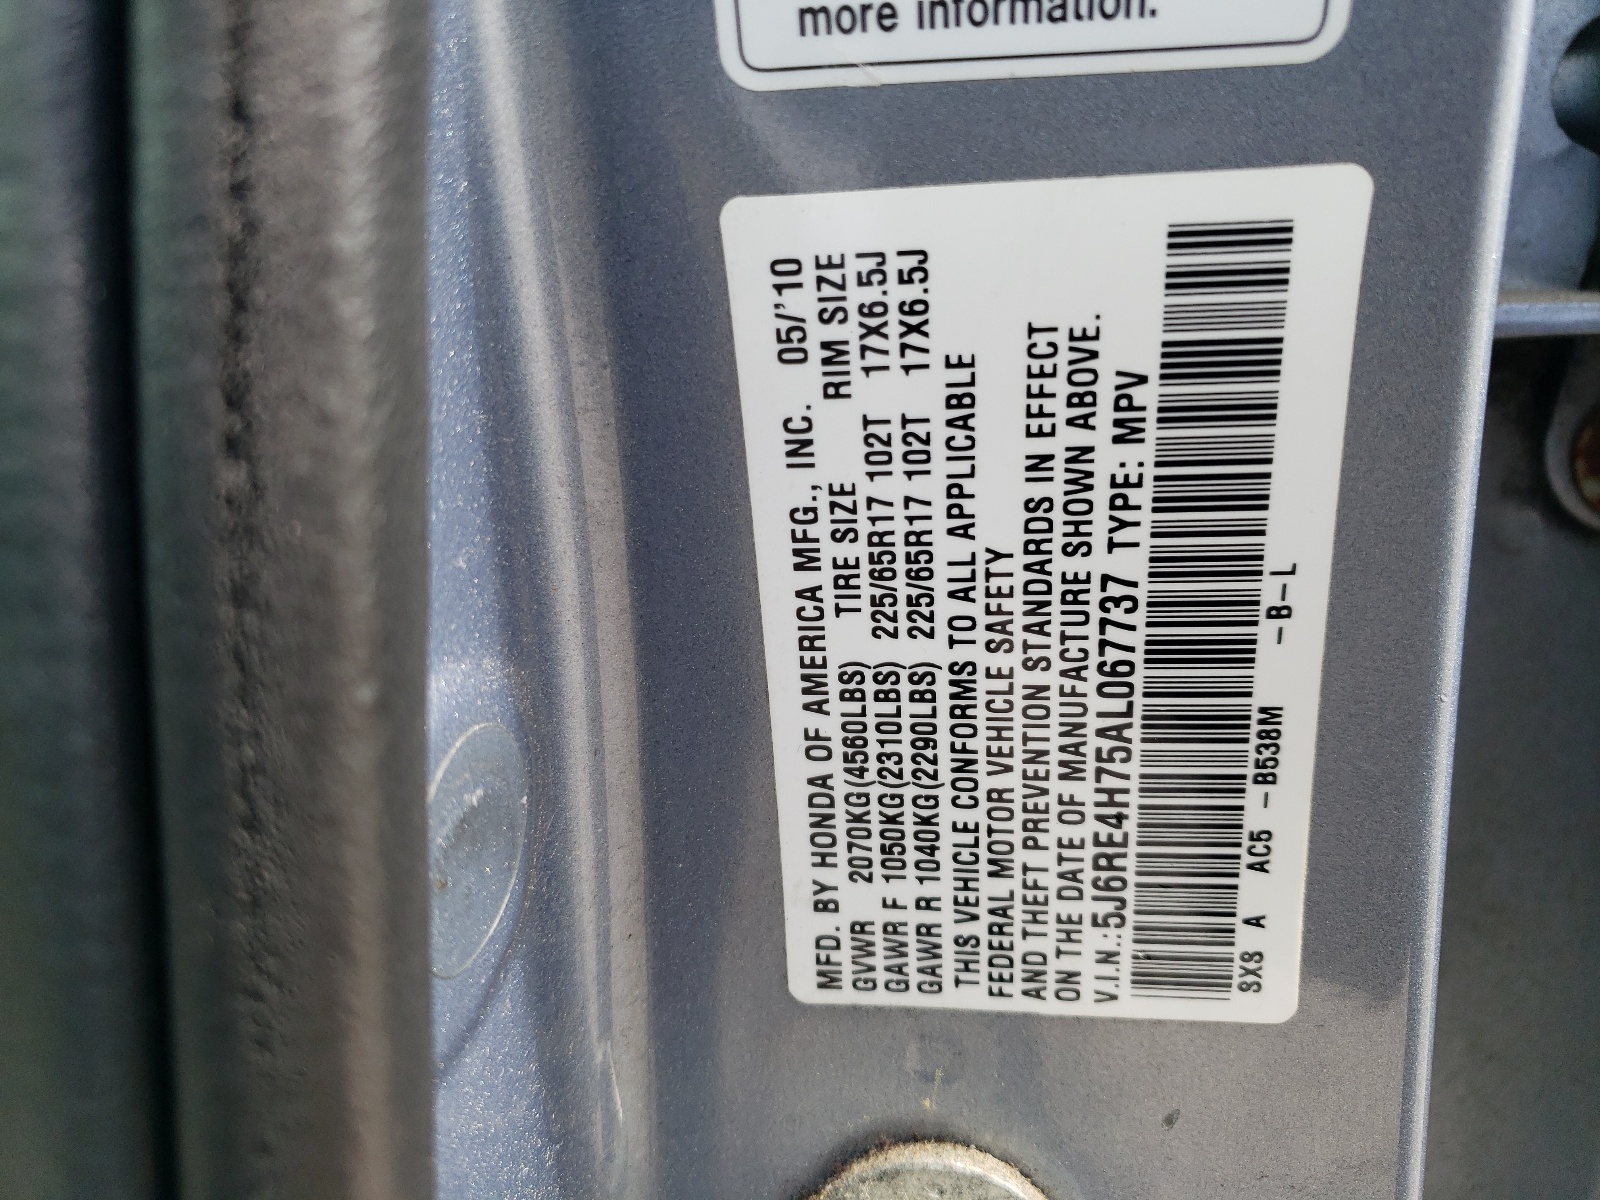 more information.
MFD. BY HONDA OF AMERICA MFG., INC. 05/'10
GVWR 2070KG(4560LBS) TIRE SIZE RIM SIZE
GAWR F 1050KG(2310LBS) 225/65R17 102T 17X6.5J
GAWR R 1040KG(2290LBS) 225/65R17 102T 17X6.5J
THIS VEHICLE CONFORMS TO ALL APPLICABLE
FEDERAL MOTOR VEHICLE SAFETY
AND THEFT PREVENTION STANDARDS IN EFFECT
ON THE DATE OF MANUFACTURE SHOWN ABOVE.
V.I.N.:5J6RE4H75AL067737 TYPE: MPV
SX8 A AC5 -B538M -B-L